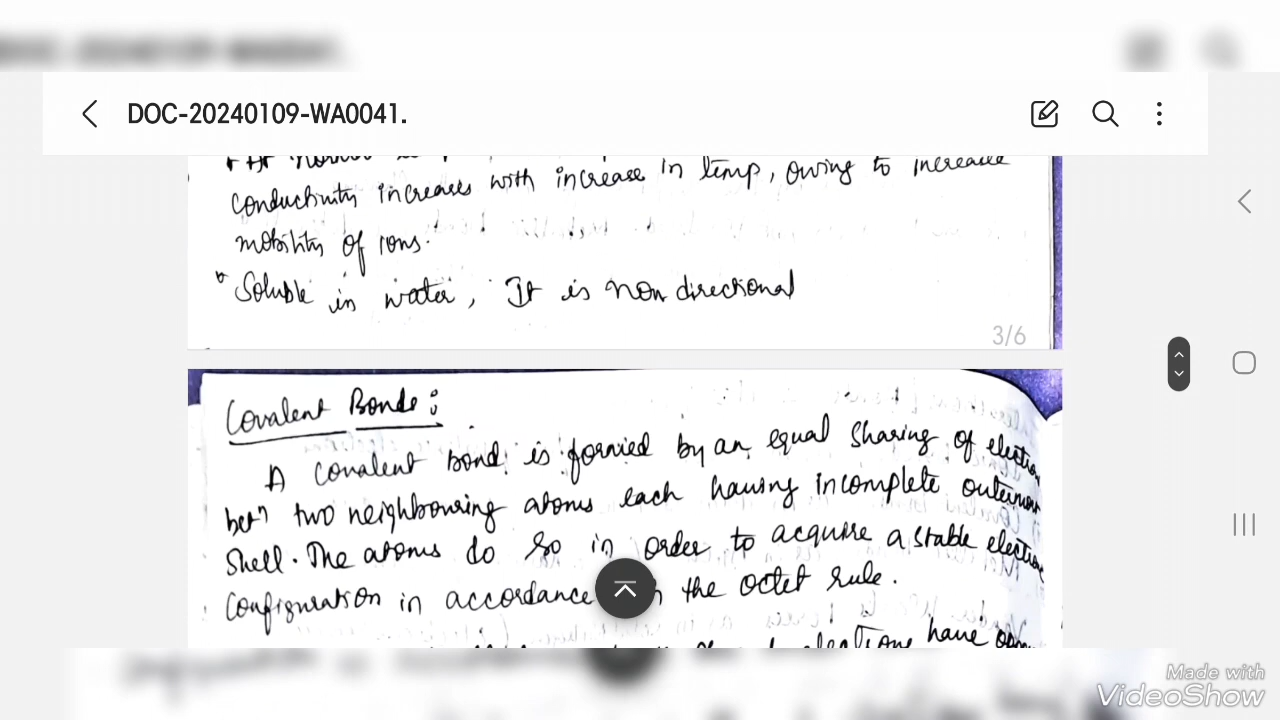 DOC-20240109-WA0041.
conductivity increases with increase in temp, owing to increase
mobility of ions.
* Soluble in water, It is non directional
3/6
Covalent Bonds :
A covalent bond is formed by an equal sharing of electron
betn two neighbouring atoms each having incomplete outermost
shell. The atoms do so in order to acquire a stable electron
configuration in accordance the octet rule.
have
Made with
VideoShow